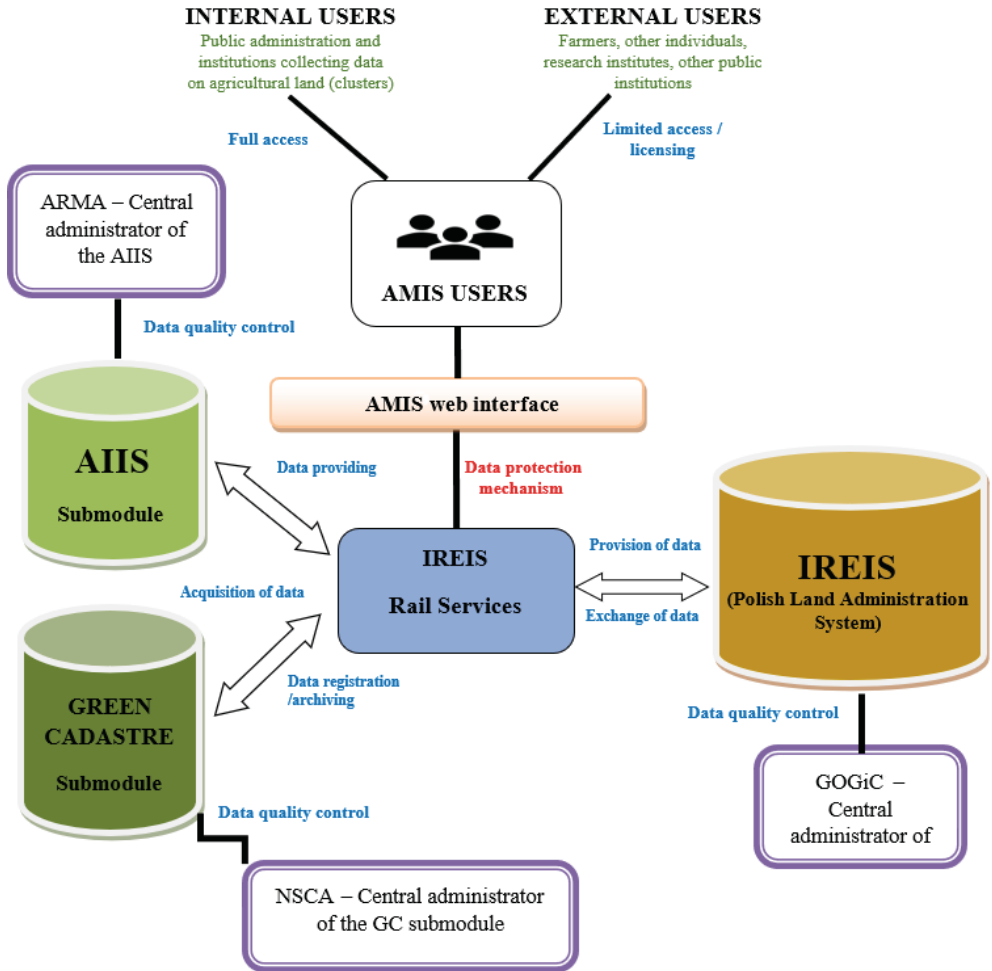 INTERNAL USERS
Public administration and
institutions collecting data
on agricultural land (clusters)
EXTERNAL USERS
Farmers, other individuals,
research institutes, other public
institutions
Full access
Limited access /
licensing
ARMA – Central
administrator of
the AIIS
AMIS USERS
Data quality control
AMIS web interface
AIIS
Submodule
Data providing
Data protection
mechanism
IREIS
Rail Services
Provision of data
Exchange of data
IREIS
(Polish Land Administration
System)
Acquisition of data
GREEN
CADASTRE
Submodule
Data registration
/archiving
Data quality control
GOGiC –
Central
administrator of
Data quality control
NSCA – Central administrator
of the GC submodule